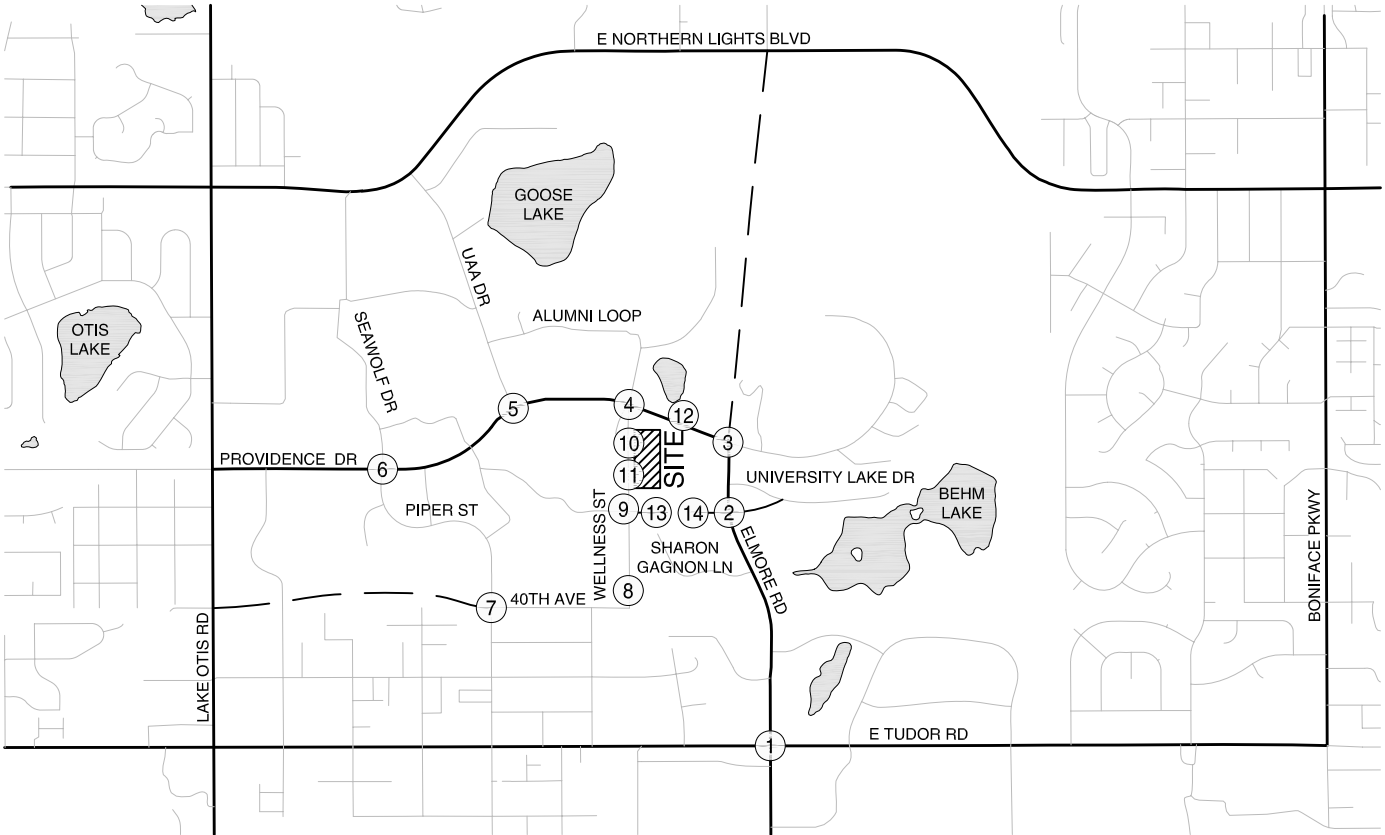 E NORTHERN LIGHTS BLVD
GOOSE
LAKE
UAA DR
ALUMNI LOOP
OTIS
LAKE
SEAWOLF DR
5
4
12
3
10
SITE
11
PROVIDENCE DR
6
UNIVERSITY LAKE DR
BEHM
LAKE
PIPER ST
WELLNESS ST
9
13
14
2
SHARON
GAGNON LN
ELMORE RD
BONIFACE PKWY
8
7
40TH AVE
LAKE OTIS RD
E TUDOR RD
1